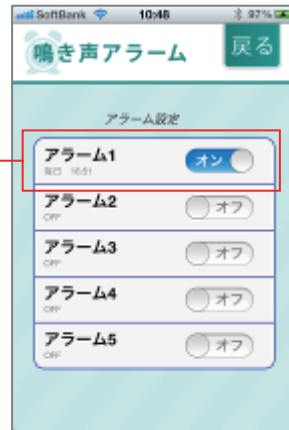 SoftBank 10:48 97%
鳴き声アラーム
戻る
アラーム設定
アラーム1
オン
毎日 16:51
アラーム2
オフ
OFF
アラーム3
オフ
OFF
アラーム4
オフ
OFF
アラーム5
オフ
OFF